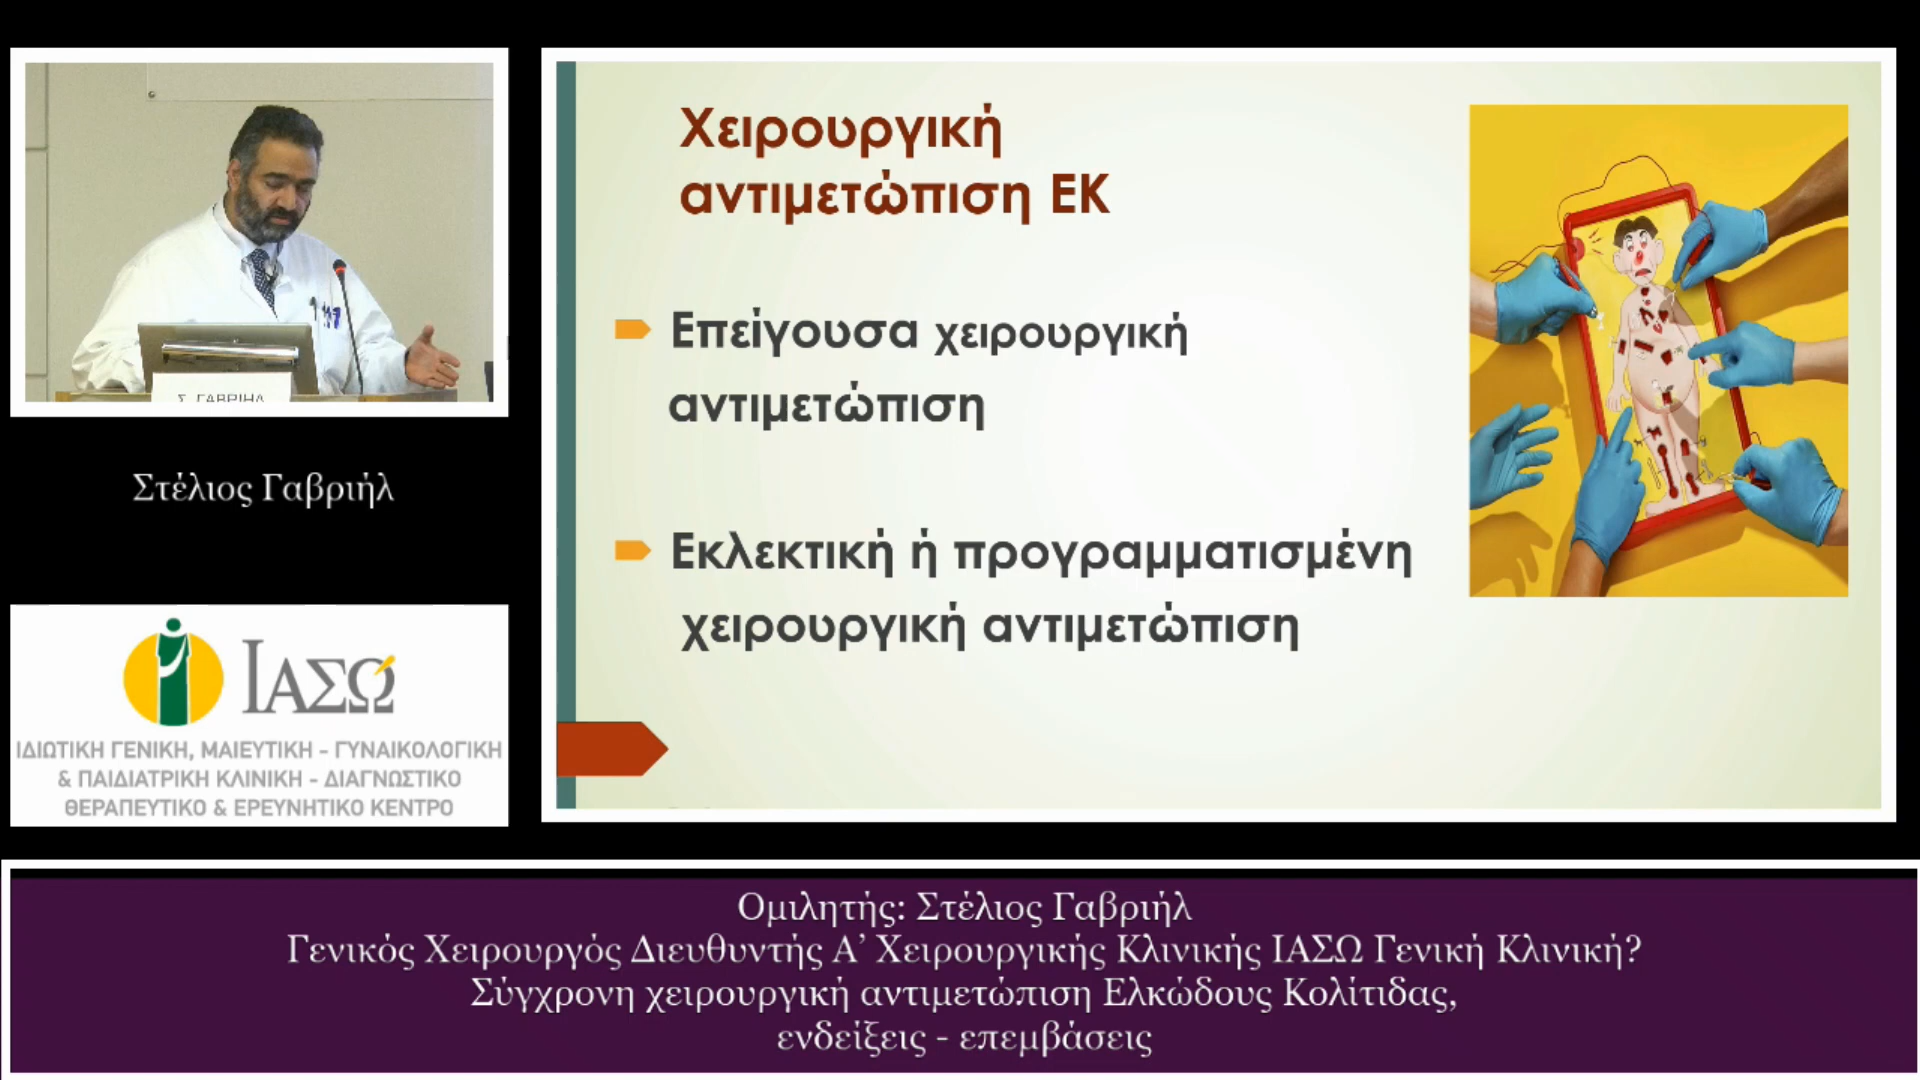 Σ. ΓΑΒΡΙΗΛ
Στέλιος Γαβριήλ
ΙΑΣΩ
ΙΔΙΩΤΙΚΗ ΓΕΝΙΚΗ, ΜΑΙΕΥΤΙΚΗ - ΓΥΝΑΙΚΟΛΟΓΙΚΗ
& ΠΑΙΔΙΑΤΡΙΚΗ ΚΛΙΝΙΚΗ - ΔΙΑΓΝΩΣΤΙΚΟ
ΘΕΡΑΠΕΥΤΙΚΟ & ΕΡΕΥΝΗΤΙΚΟ ΚΕΝΤΡΟ
Χειρουργική
αντιμετώπιση ΕΚ
Επείγουσα χειρουργική
αντιμετώπιση
Εκλεκτική ή προγραμματισμένη
χειρουργική αντιμετώπιση
Ομιλητής: Στέλιος Γαβριήλ
Γενικός Χειρουργός Διευθυντής Α’ Χειρουργικής Κλινικής ΙΑΣΩ Γενική Κλινική?
Σύγχρονη χειρουργική αντιμετώπιση Ελκώδους Κολίτιδας,
ενδείξεις - επεμβάσεις